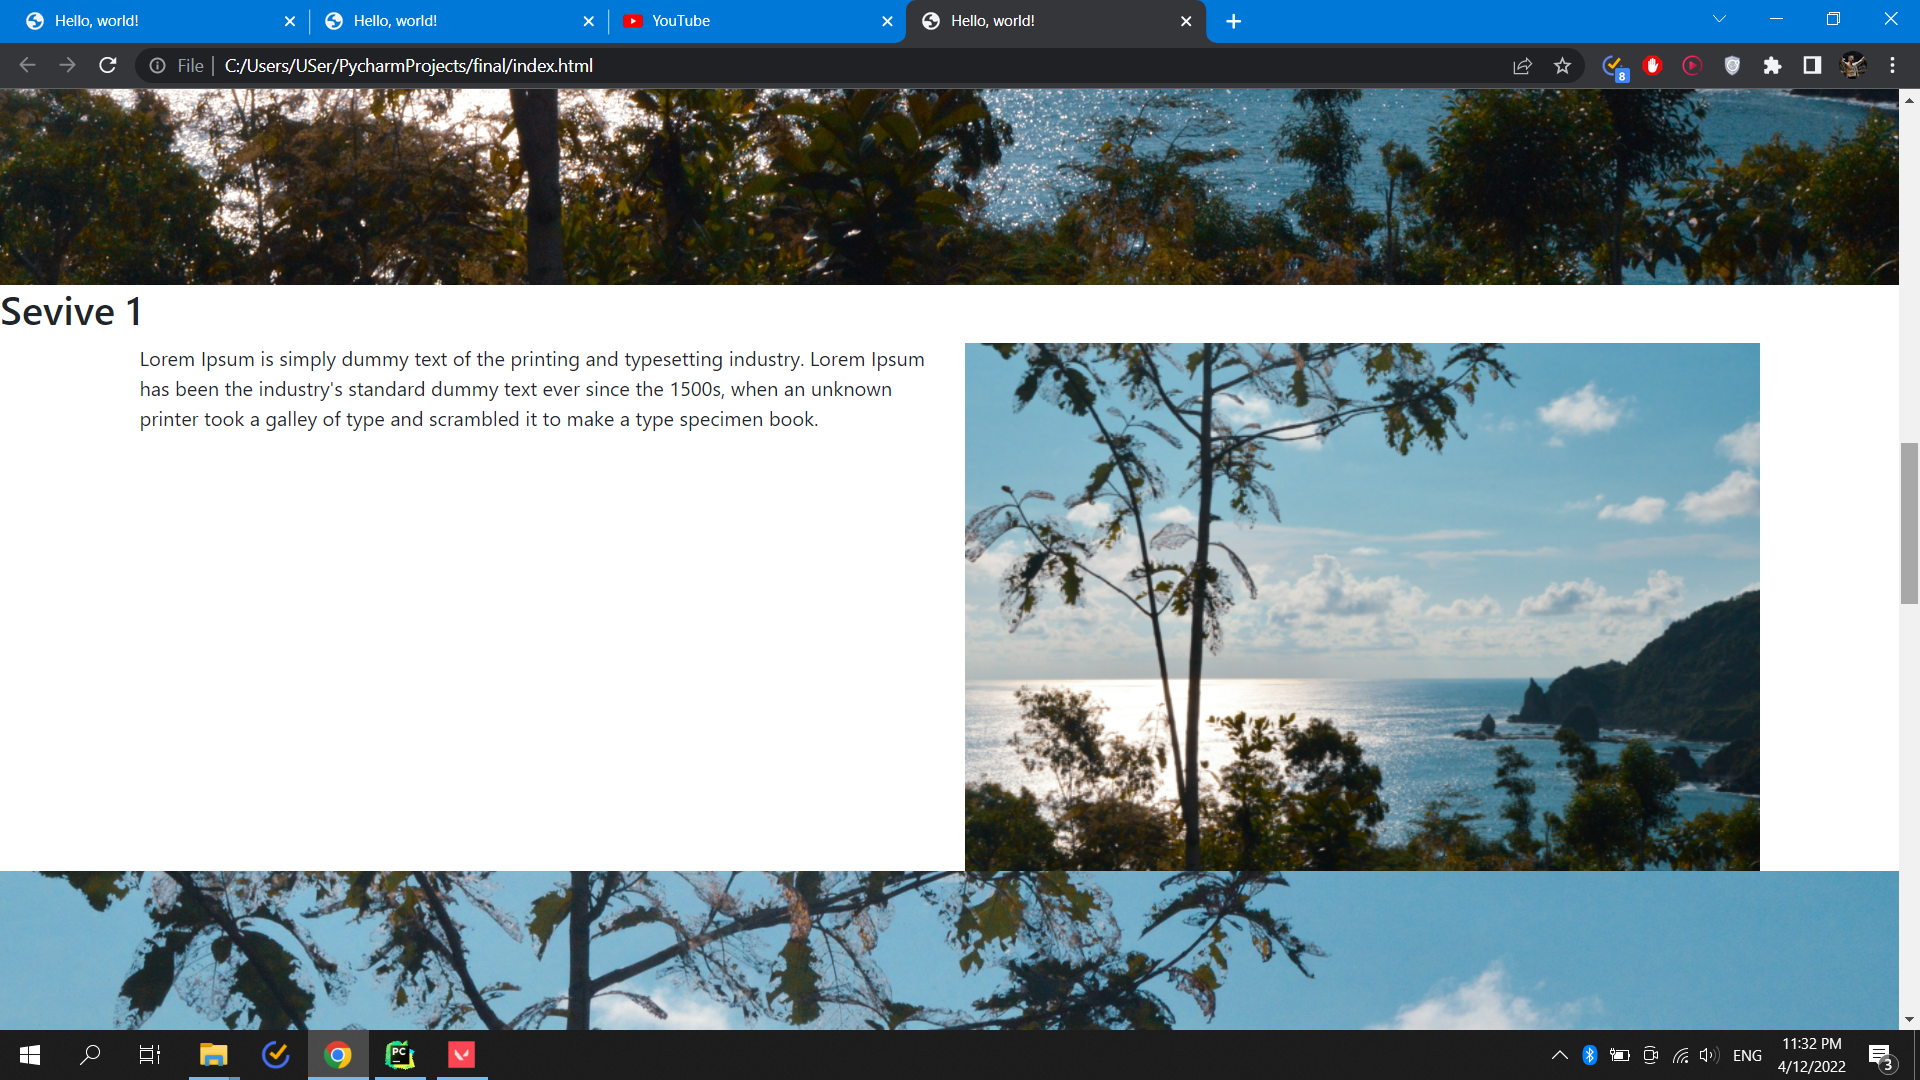 Hello, world!
Hello, world!
YouTube
Hello, world!
File
C:/Users/USer/PycharmProjects/final/index.html
8
Sevive 1
Lorem Ipsum is simply dummy text of the printing and typesetting industry. Lorem Ipsum
has been the industry's standard dummy text ever since the 1500s, when an unknown
printer took a galley of type and scrambled it to make a type specimen book.
PC
ENG
11:32 PM
4/12/2022
3